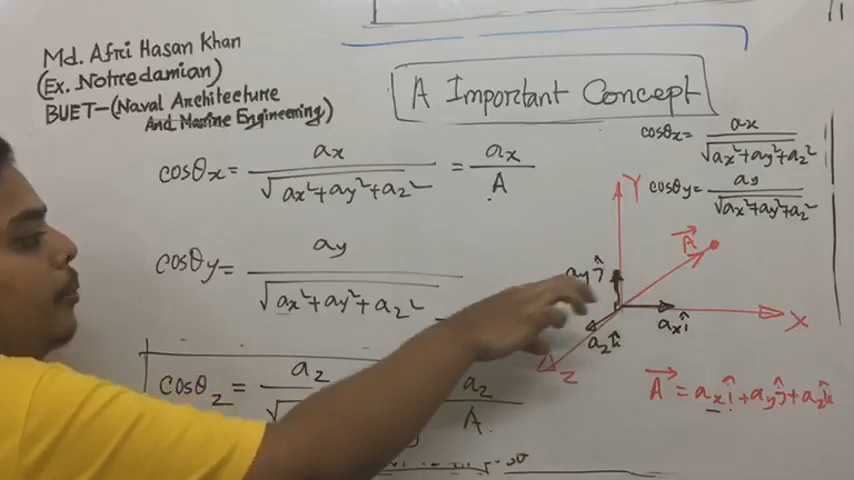 Md. Afri Hasan Khan
(Ex. Notredamian)
BUET-(Naval Architecture
And Marine Engineering)
A Important Concept
cosθx = ax / √ax²+ay²+az² = ax / A
cosθy = ay / √ax²+ay²+az²
cosθz = az / √ az / A
cosθx = ax / √ax²+ay²+az²
cosθy = ay / √ax²+ay²+az²
Y
A⃗
ayĵ
axî
X
azk̂
Z
A⃗ = axî+ayĵ+azk̂